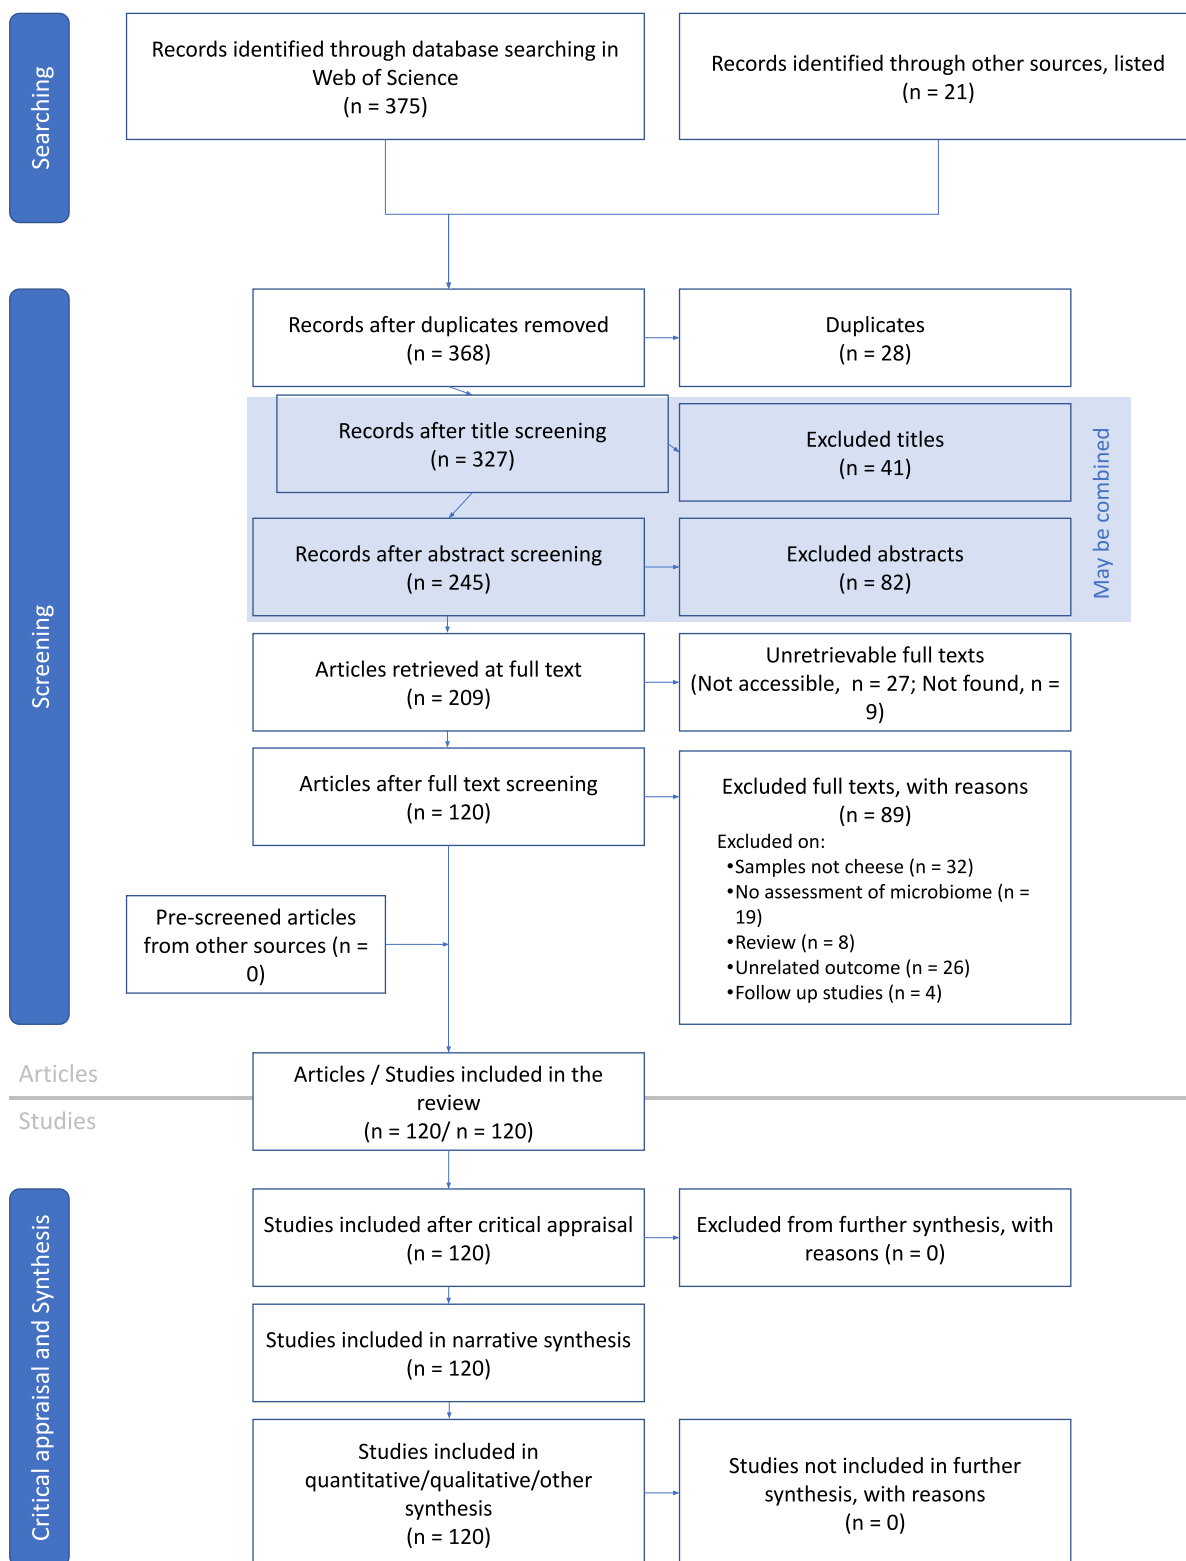 Searching
Records identified through database searching in
Web of Science
(n = 375)
Records identified through other sources, listed
(n = 21)
Screening
Records after duplicates removed
(n = 368)
Duplicates
(n = 28)
Records after title screening
(n = 327)
Excluded titles
(n = 41)
May be combined
Records after abstract screening
(n = 245)
Excluded abstracts
(n = 82)
Articles retrieved at full text
(n = 209)
Unretrievable full texts
(Not accessible,  n = 27; Not found, n =
9)
Articles after full text screening
(n = 120)
Excluded full texts, with reasons
(n = 89)
Excluded on:
•Samples not cheese (n = 32)
•No assessment of microbiome (n =
19)
•Review (n = 8)
•Unrelated outcome (n = 26)
•Follow up studies (n = 4)
Pre-screened articles
from other sources (n =
0)
Articles
Studies
Articles / Studies included in the
review
(n = 120/ n = 120)
Critical appraisal and Synthesis
Studies included after critical appraisal
(n = 120)
Excluded from further synthesis, with
reasons (n = 0)
Studies included in narrative synthesis
(n = 120)
Studies included in
quantitative/qualitative/other
synthesis
(n = 120)
Studies not included in further
synthesis, with reasons
(n = 0)